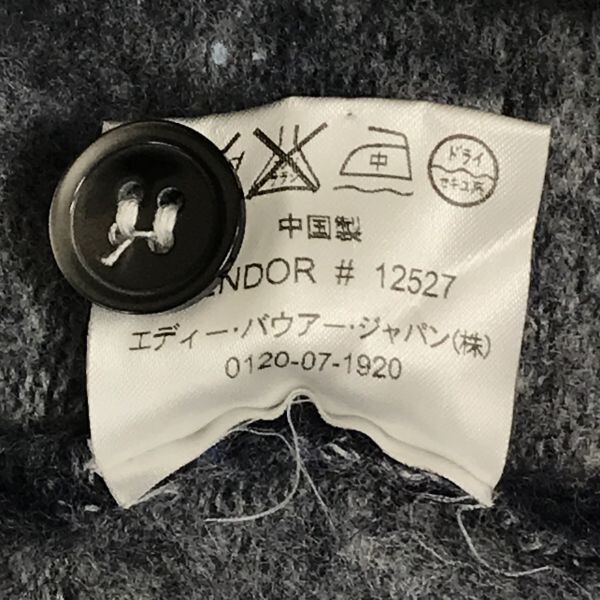 中 ドライ セキユ系
中国製
ENDOR # 12527
エディー・バウアー・ジャパン(株)
0120-07-1920